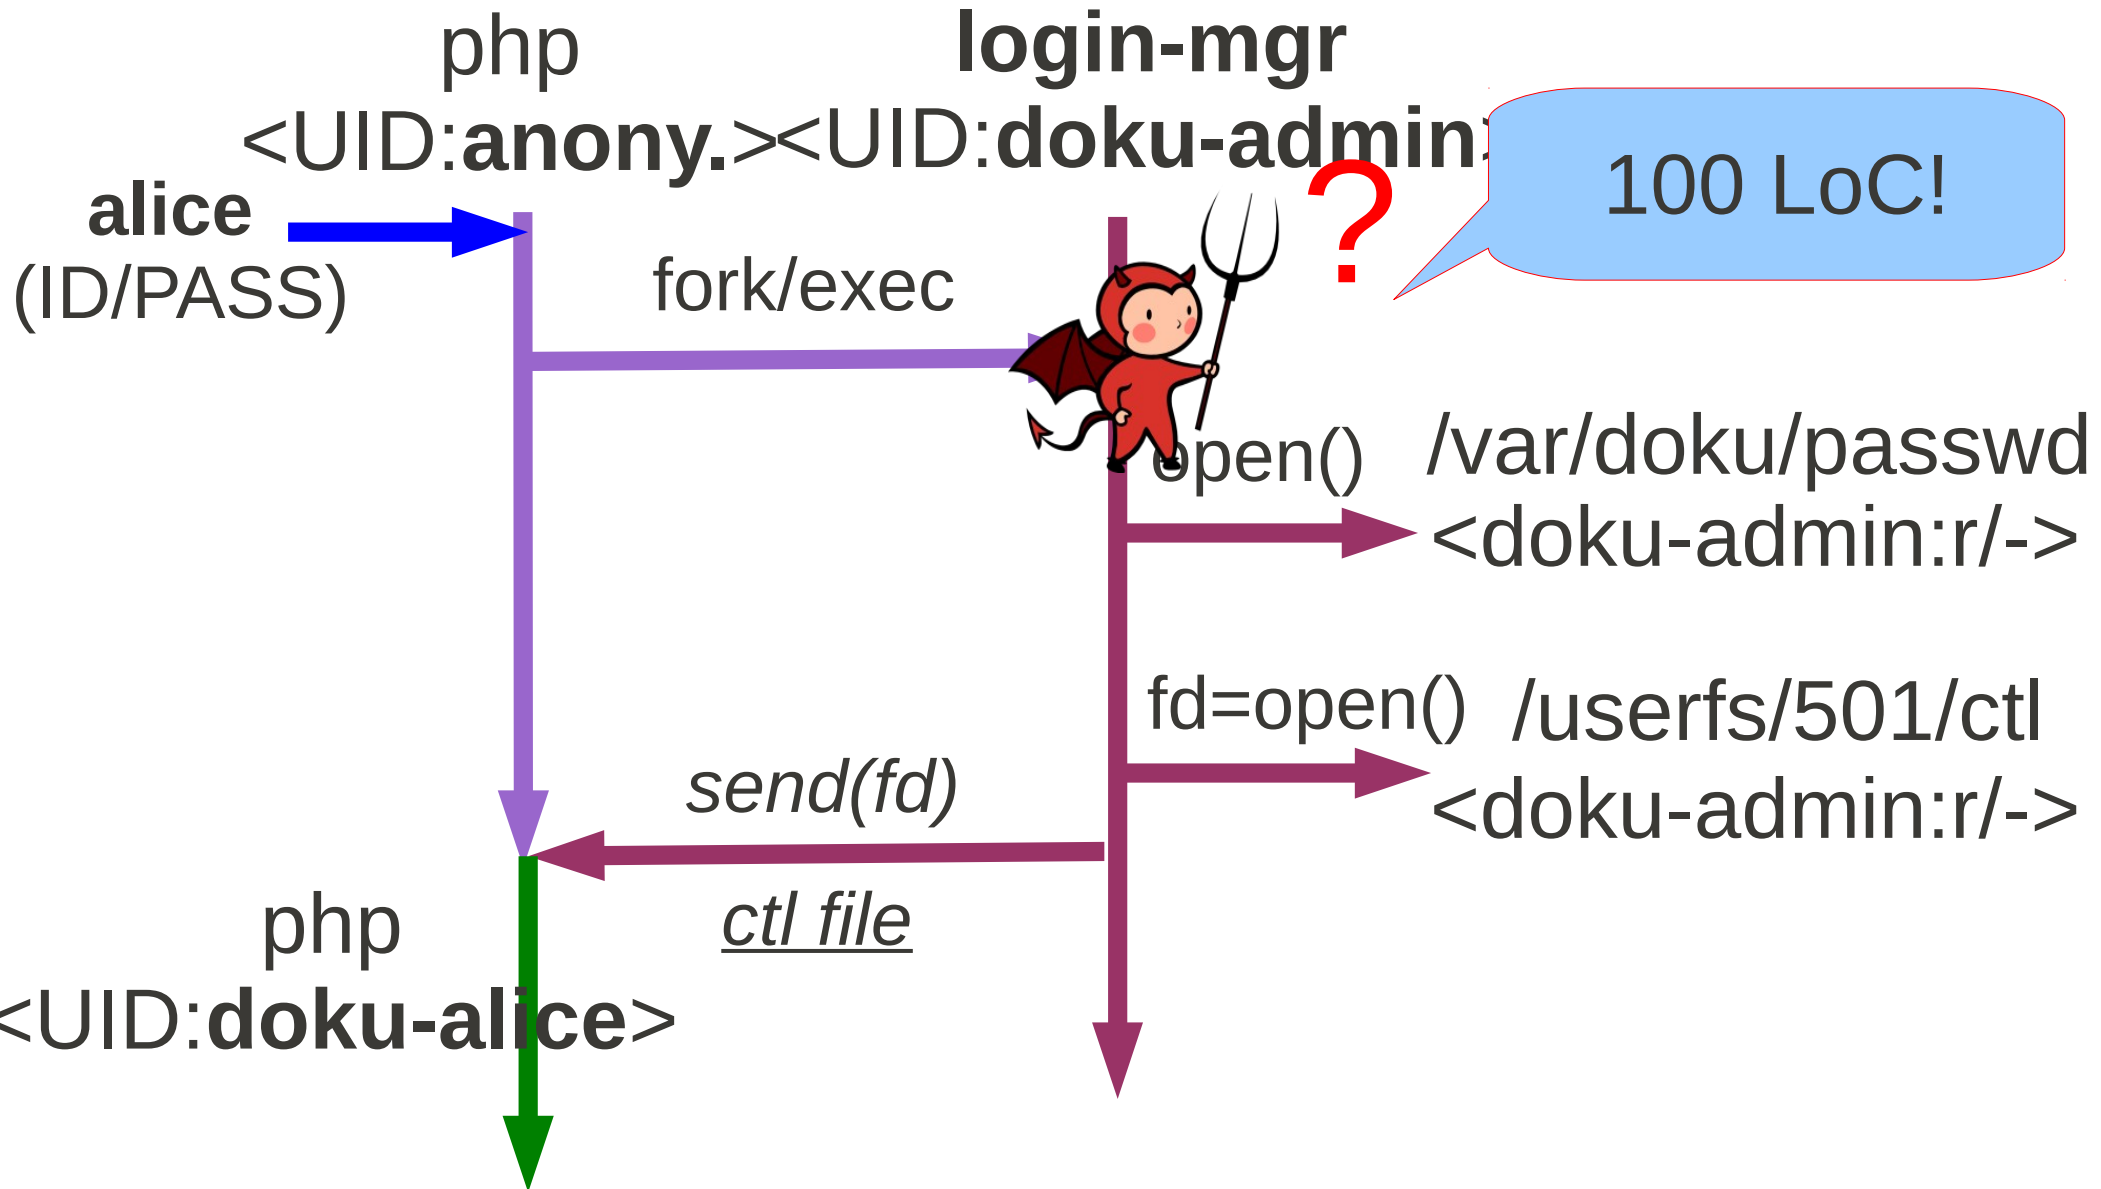 php
<UID:anony.>
login-mgr
<UID:doku-admin>
100 LoC!
?
alice
(ID/PASS)
fork/exec
open()
/var/doku/passwd
<doku-admin:r/->
fd=open()
/userfs/501/ctl
<doku-admin:r/->
send(fd)
ctl file
php
<UID:doku-alice>